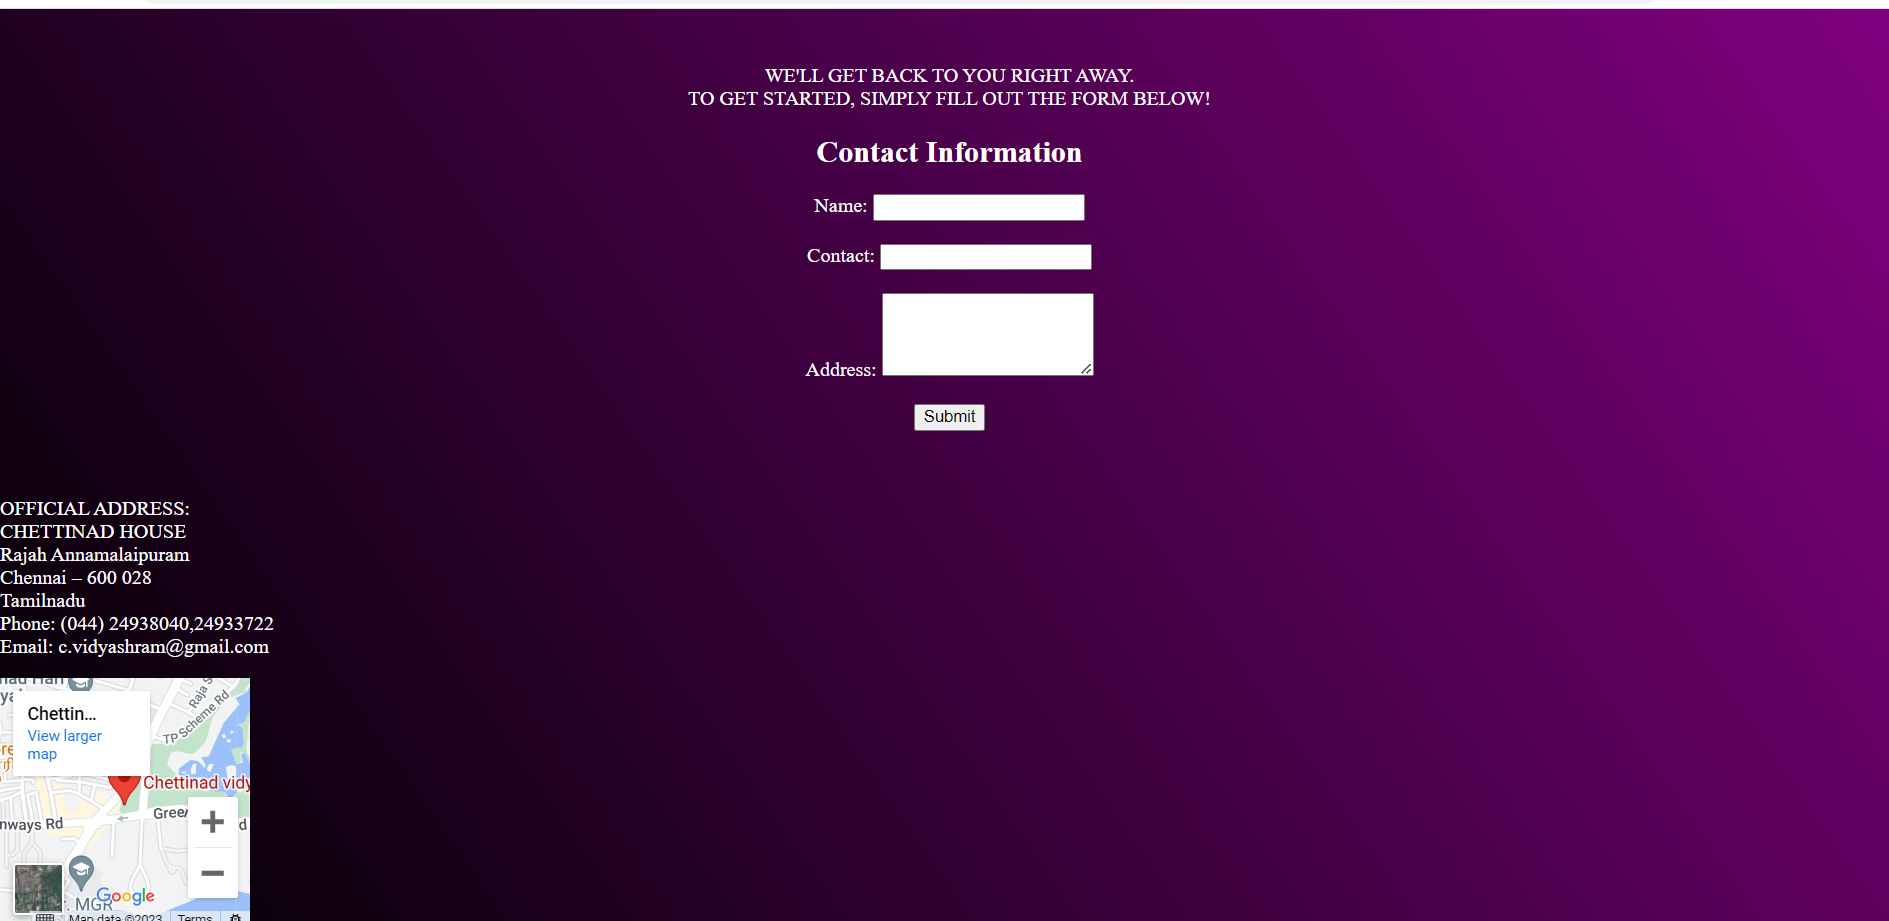 WE'LL GET BACK TO YOU RIGHT AWAY.
TO GET STARTED, SIMPLY FILL OUT THE FORM BELOW!
Contact Information
Name:
Contact:
Address:
Submit
OFFICIAL ADDRESS:
CHETTINAD HOUSE
Rajah Annamalaipuram
Chennai – 600 028
Tamilnadu
Phone: (044) 24938040,24933722
Email: c.vidyashram@gmail.com
Raja S
TP Scheme Rd
Chettin...
View larger
map
Chettinad vidy
Green
nways Rd
MGR
Google
Map data ©2023
Terms